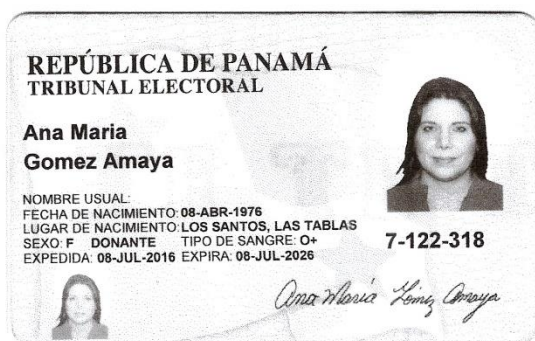 REPÚBLICA DE PANAMÁ
TRIBUNAL ELECTORAL
Ana Maria
Gomez Amaya
NOMBRE USUAL:
FECHA DE NACIMIENTO: 08-ABR-1976
LUGAR DE NACIMIENTO: LOS SANTOS, LAS TABLAS
SEXO: F DONANTE TIPO DE SANGRE: O+
EXPEDIDA: 08-JUL-2016 EXPIRA: 08-JUL-2026
7-122-318
Ana María Gómez Amaya